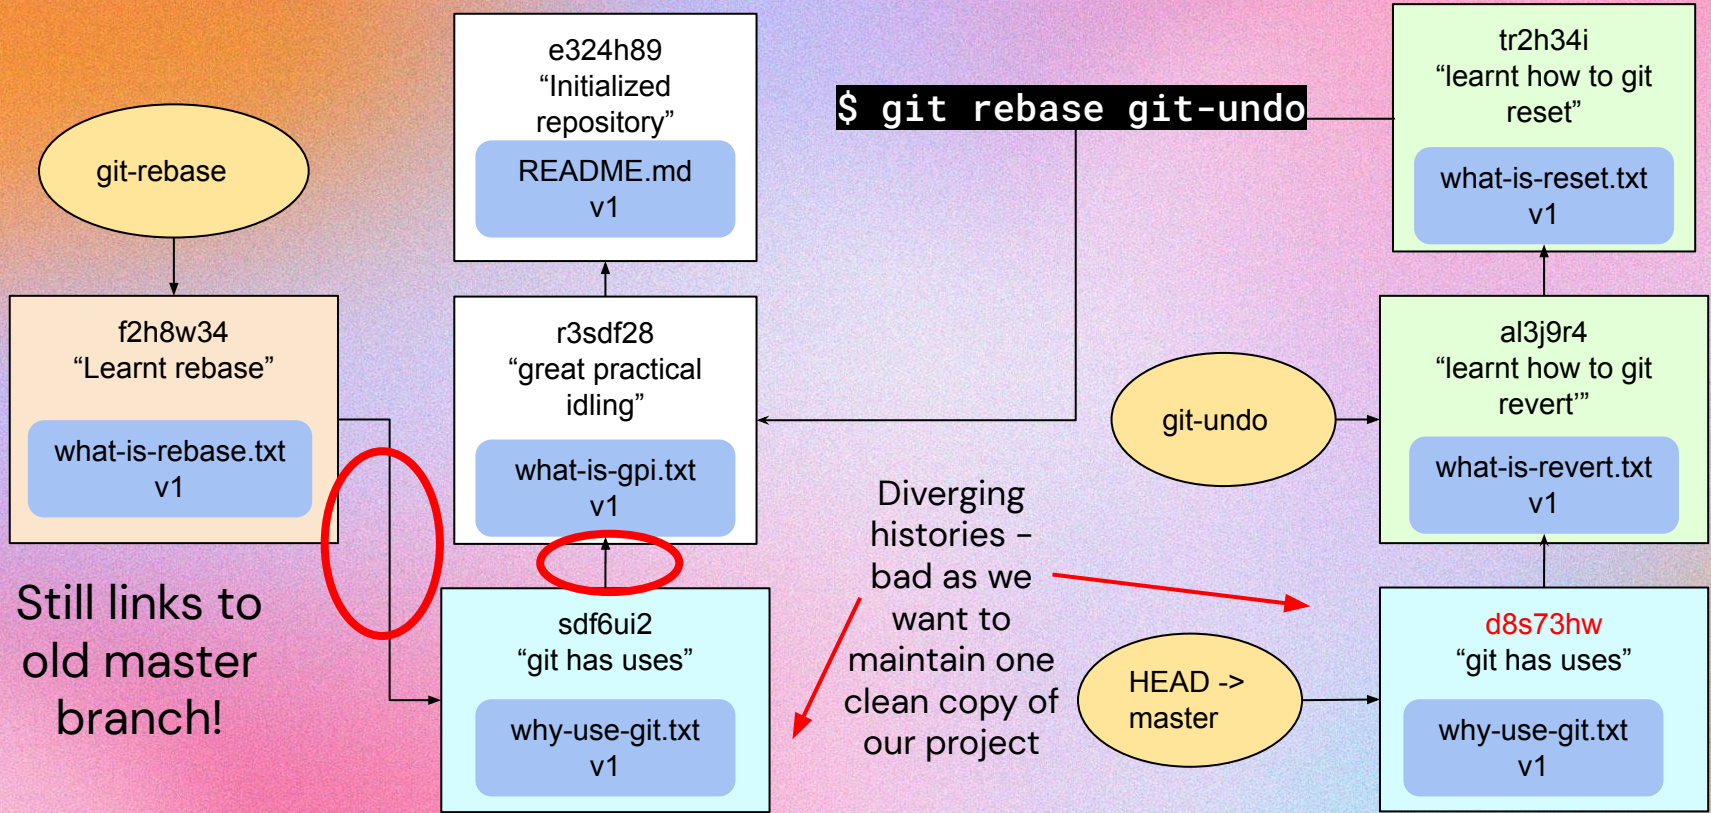 git-rebase
f2h8w34
“Learnt rebase”
what-is-rebase.txt
v1
Still links to
old master
branch!
e324h89
“Initialized
repository”
README.md
v1
r3sdf28
“great practical
idling”
what-is-gpi.txt
v1
sdf6ui2
“git has uses”
why-use-git.txt
v1
$ git rebase git-undo
Diverging
histories –
bad as we
want to
maintain one
clean copy of
our project
git-undo
HEAD ->
master
tr2h34i
“learnt how to git
reset”
what-is-reset.txt
v1
al3j9r4
“learnt how to git
revert’”
what-is-revert.txt
v1
d8s73hw
“git has uses”
why-use-git.txt
v1